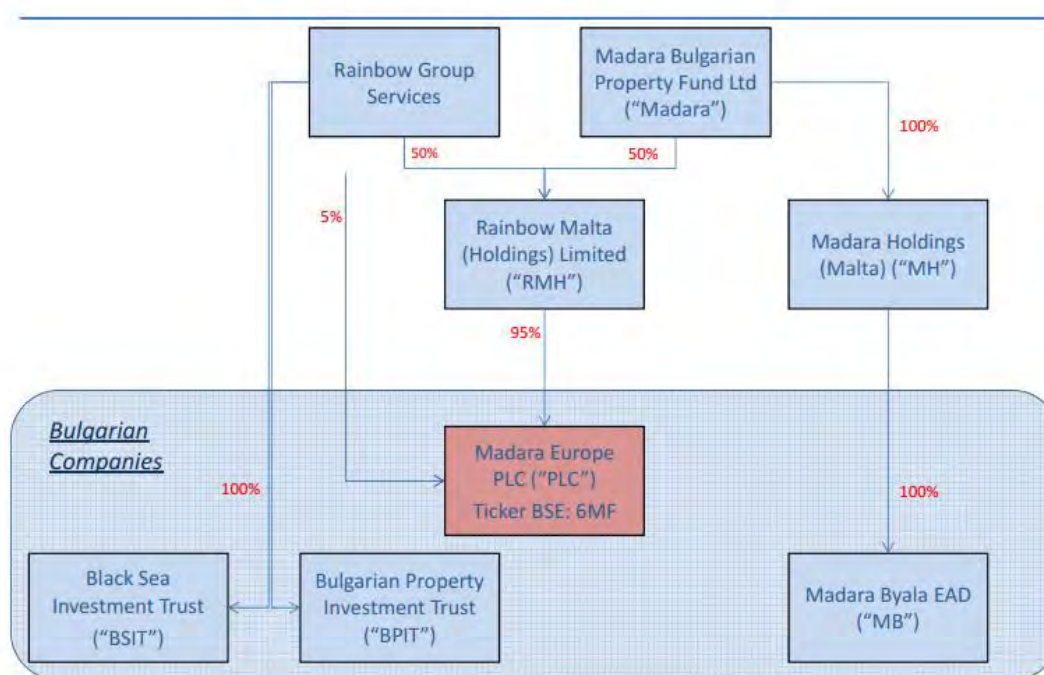 Rainbow Group
Services
Madara Bulgarian
Property Fund Ltd
(“Madara”)
50%
50%
100%
5%
Rainbow Malta
(Holdings) Limited
(“RMH”)
Madara Holdings
(Malta) (“MH”)
95%
Bulgarian
Companies
Madara Europe
PLC (“PLC”)
Ticker BSE: 6MF
100%
100%
Black Sea
Investment Trust
(“BSIT”)
Bulgarian Property
Investment Trust
(“BPIT”)
Madara Byala EAD
(“MB”)